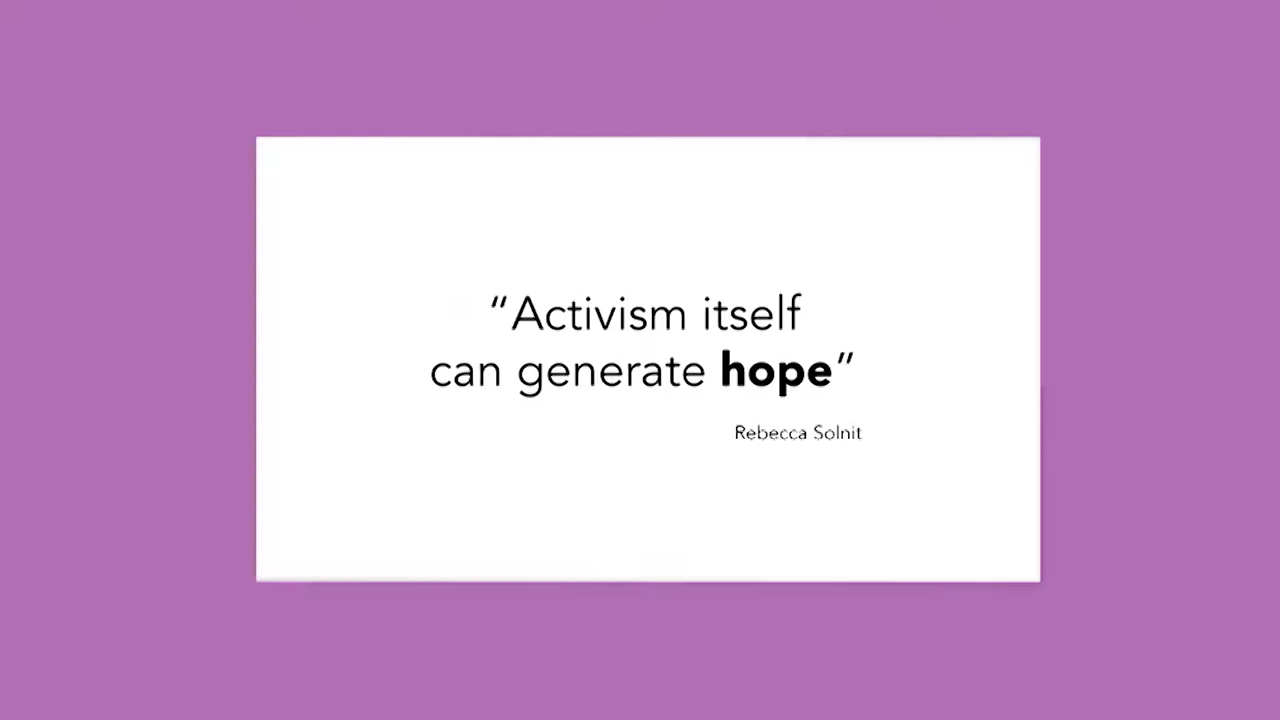 “Activism itself
can generate hope”
Rebecca Solnit